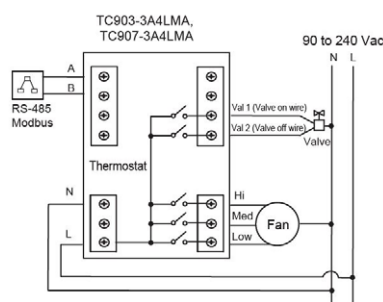 TC903-3A4LMA,
TC907-3A4LMA
90 to 240 Vac
N L
A
B
RS-485
Modbus
Val 1 (Valve on wire)
Val 2 (Valve off wire)
Valve
Thermostat
N
L
Hi
Med
Low
Fan